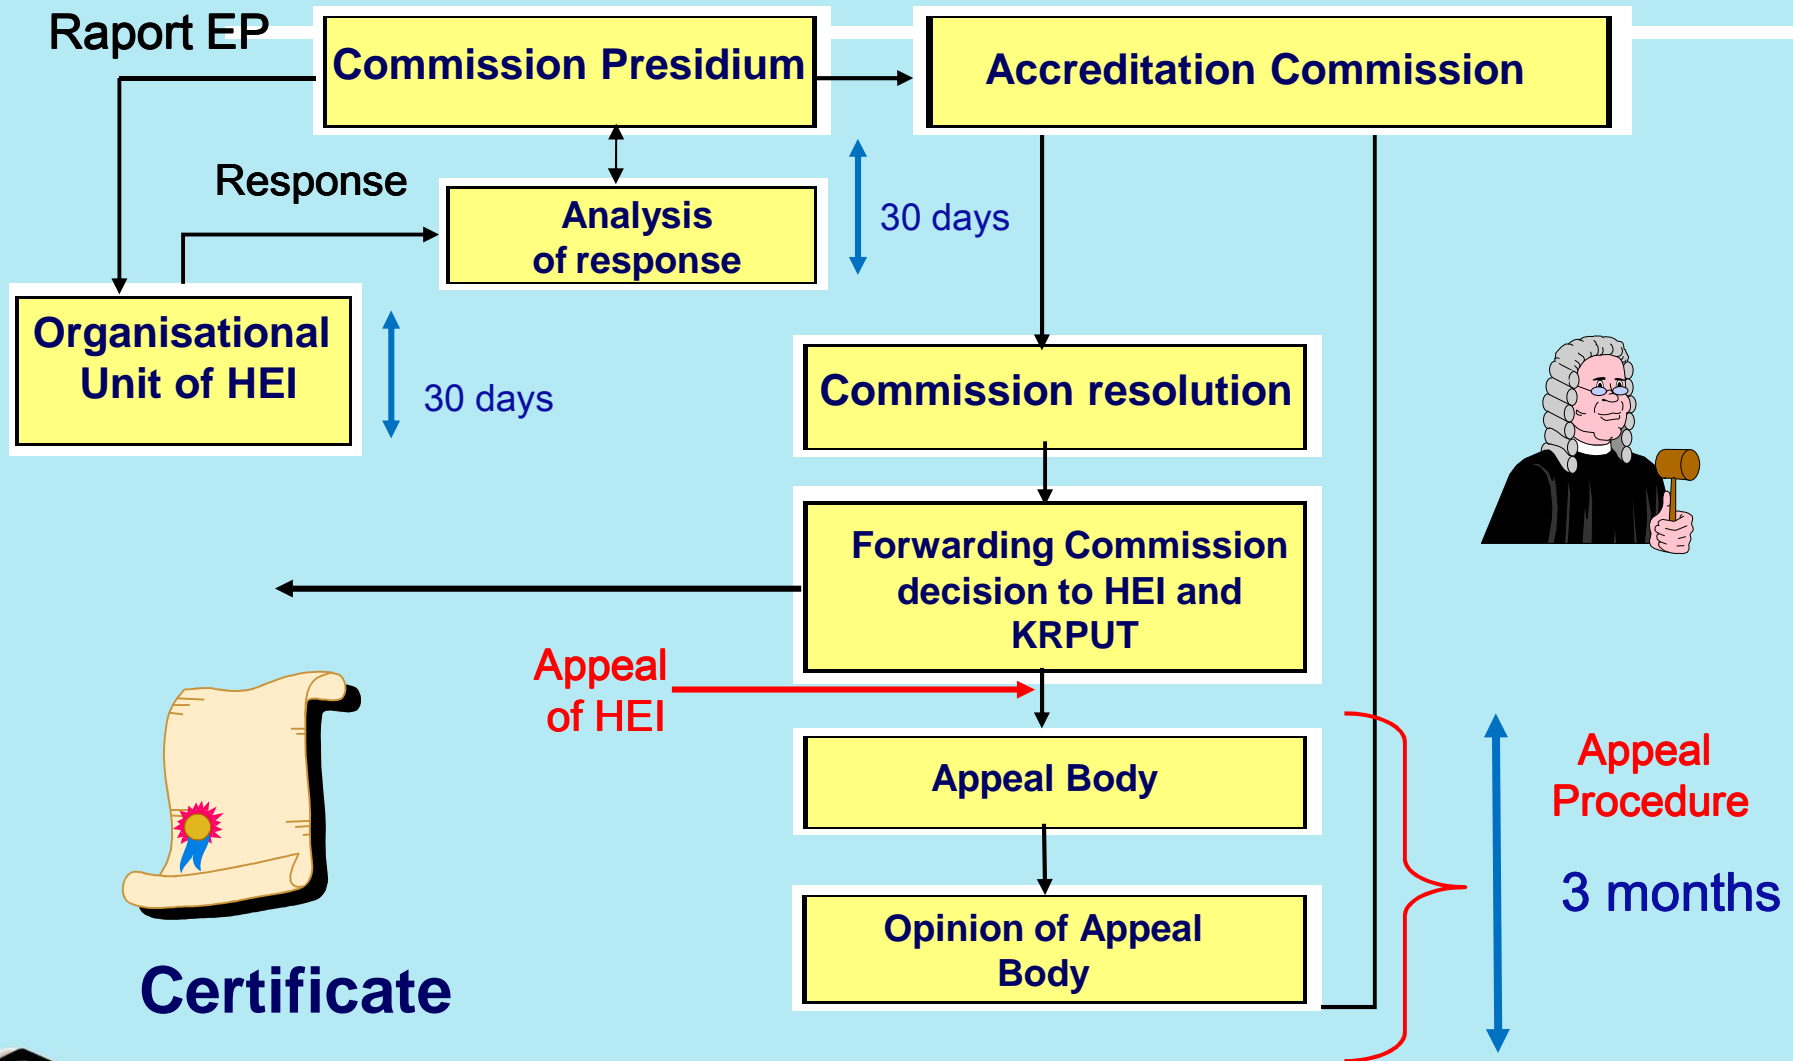 Raport EP
Commission Presidium
Accreditation Commission
Response
Analysis
of response
30 days
Organisational
Unit of HEI
30 days
Commission resolution
Forwarding Commission
decision to HEI and
KRPUT
Appeal
of HEI
Appeal Body
Appeal
Procedure
3 months
Opinion of Appeal
Body
Certificate